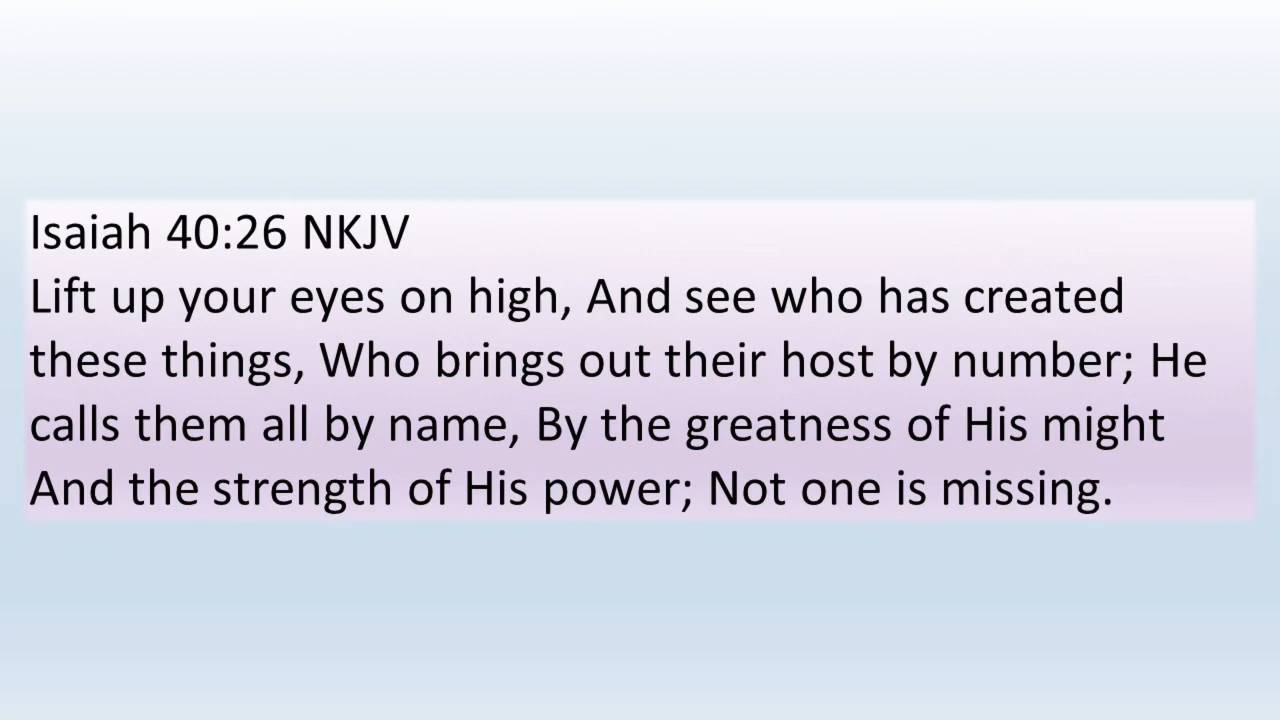 Isaiah 40:26 NKJV
Lift up your eyes on high, And see who has created
these things, Who brings out their host by number; He
calls them all by name, By the greatness of His might
And the strength of His power; Not one is missing.